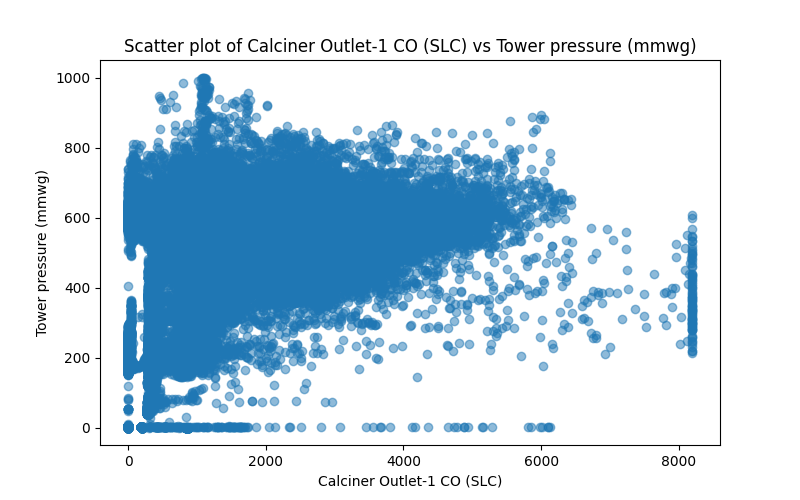 Scatter plot of Calciner Outlet-1 CO (SLC) vs Tower pressure (mmwg)
1000
800
600
400
200
0
Tower pressure (mmwg)
0 2000 4000 6000 8000
Calciner Outlet-1 CO (SLC)